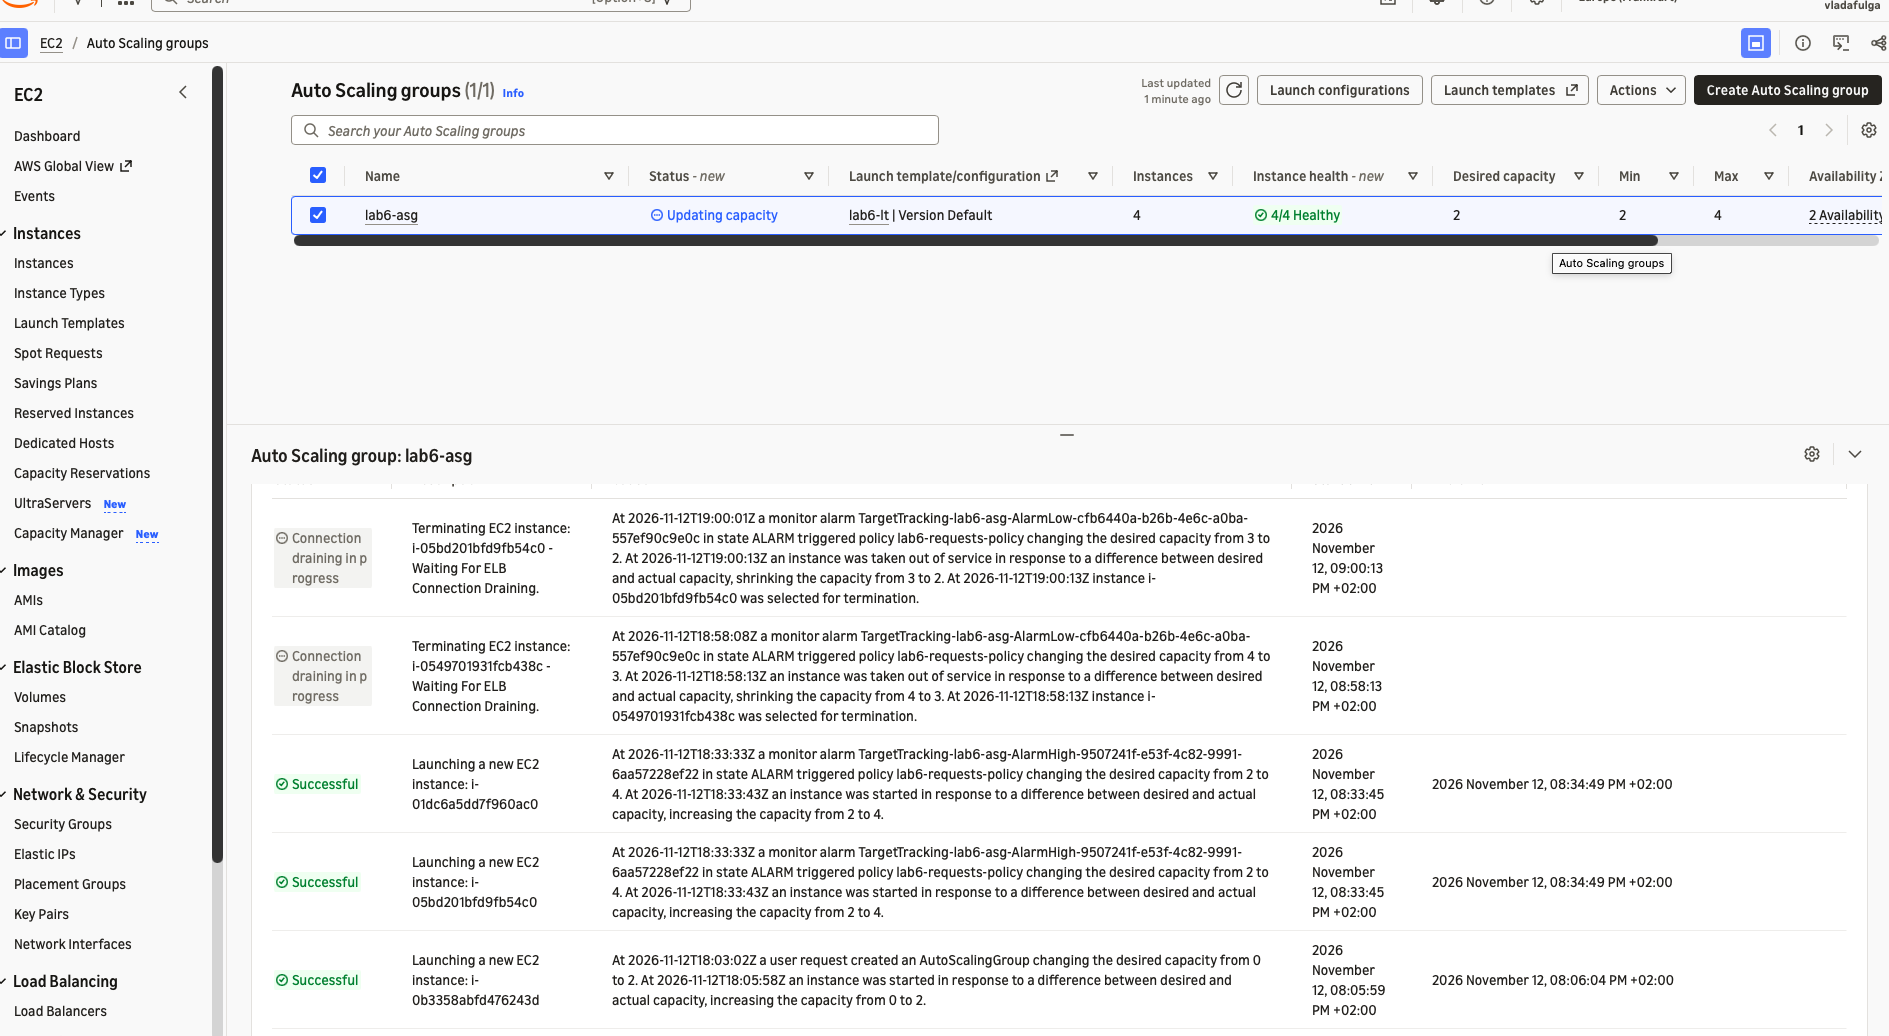 vladafulga
EC2 / Auto Scaling groups
EC2
Dashboard
AWS Global View
Events
Instances
Instances
Instance Types
Launch Templates
Spot Requests
Savings Plans
Reserved Instances
Dedicated Hosts
Capacity Reservations
UltraServers New
Capacity Manager New
Images
AMIs
AMI Catalog
Elastic Block Store
Volumes
Snapshots
Lifecycle Manager
Network & Security
Security Groups
Elastic IPs
Placement Groups
Key Pairs
Network Interfaces
Load Balancing
Load Balancers
Auto Scaling groups (1/1) Info
Last updated
1 minute ago
Launch configurations
Launch templates
Actions
Create Auto Scaling group
Search your Auto Scaling groups
1
Name Status - new Launch template/configuration Instances Instance health - new Desired capacity Min Max Availability Z
lab6-asg Updating capacity lab6-lt | Version Default 4 4/4 Healthy 2 2 4 2 Availability
Auto Scaling groups
Auto Scaling group: lab6-asg
Connection
draining in p
rogress
Terminating EC2 instance:
i-05bd201bfd9fb54c0 -
Waiting For ELB
Connection Draining.
At 2026-11-12T19:00:01Z a monitor alarm TargetTracking-lab6-asg-AlarmLow-cfb6440a-b26b-4e6c-a0ba-
557ef90c9e0c in state ALARM triggered policy lab6-requests-policy changing the desired capacity from 3 to
2. At 2026-11-12T19:00:13Z an instance was taken out of service in response to a difference between desired
and actual capacity, shrinking the capacity from 3 to 2. At 2026-11-12T19:00:13Z instance i-
05bd201bfd9fb54c0 was selected for termination.
2026
November
12, 09:00:13
PM +02:00
Connection
draining in p
rogress
Terminating EC2 instance:
i-0549701931fcb438c -
Waiting For ELB
Connection Draining.
At 2026-11-12T18:58:08Z a monitor alarm TargetTracking-lab6-asg-AlarmLow-cfb6440a-b26b-4e6c-a0ba-
557ef90c9e0c in state ALARM triggered policy lab6-requests-policy changing the desired capacity from 4 to
3. At 2026-11-12T18:58:13Z an instance was taken out of service in response to a difference between desired
and actual capacity, shrinking the capacity from 4 to 3. At 2026-11-12T18:58:13Z instance i-
0549701931fcb438c was selected for termination.
2026
November
12, 08:58:13
PM +02:00
Successful
Launching a new EC2
instance: i-
01dc6a5dd7f960ac0
At 2026-11-12T18:33:33Z a monitor alarm TargetTracking-lab6-asg-AlarmHigh-9507241f-e53f-4c82-9991-
6aa57228ef22 in state ALARM triggered policy lab6-requests-policy changing the desired capacity from 2 to
4. At 2026-11-12T18:33:43Z an instance was started in response to a difference between desired and actual
capacity, increasing the capacity from 2 to 4.
2026
November
12, 08:33:45
PM +02:00
2026 November 12, 08:34:49 PM +02:00
Successful
Launching a new EC2
instance: i-
05bd201bfd9fb54c0
At 2026-11-12T18:33:33Z a monitor alarm TargetTracking-lab6-asg-AlarmHigh-9507241f-e53f-4c82-9991-
6aa57228ef22 in state ALARM triggered policy lab6-requests-policy changing the desired capacity from 2 to
4. At 2026-11-12T18:33:43Z an instance was started in response to a difference between desired and actual
capacity, increasing the capacity from 2 to 4.
2026
November
12, 08:33:45
PM +02:00
2026 November 12, 08:34:49 PM +02:00
Successful
Launching a new EC2
instance: i-
0b3358abfd476243d
At 2026-11-12T18:03:02Z a user request created an AutoScalingGroup changing the desired capacity from 0
to 2. At 2026-11-12T18:05:58Z an instance was started in response to a difference between desired and
actual capacity, increasing the capacity from 0 to 2.
2026
November
12, 08:05:59
PM +02:00
2026 November 12, 08:06:04 PM +02:00